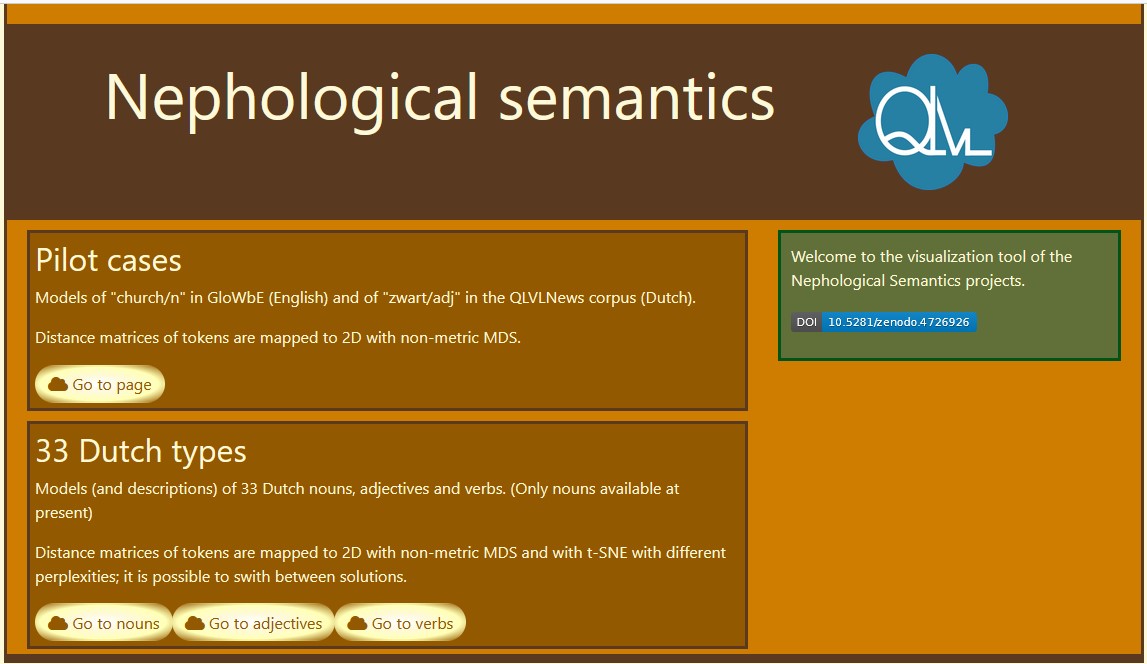 Nephological semantics
QLVL
Pilot cases
Models of "church/n" in GloWbE (English) and of "zwart/adj" in the QLVLNews corpus (Dutch).
Distance matrices of tokens are mapped to 2D with non-metric MDS.
Go to page
33 Dutch types
Models (and descriptions) of 33 Dutch nouns, adjectives and verbs. (Only nouns available at
present)
Distance matrices of tokens are mapped to 2D with non-metric MDS and with t-SNE with different
perplexities; it is possible to swith between solutions.
Go to nouns Go to adjectives Go to verbs
Welcome to the visualization tool of the
Nephological Semantics projects.
DOI 10.5281/zenodo.4726926